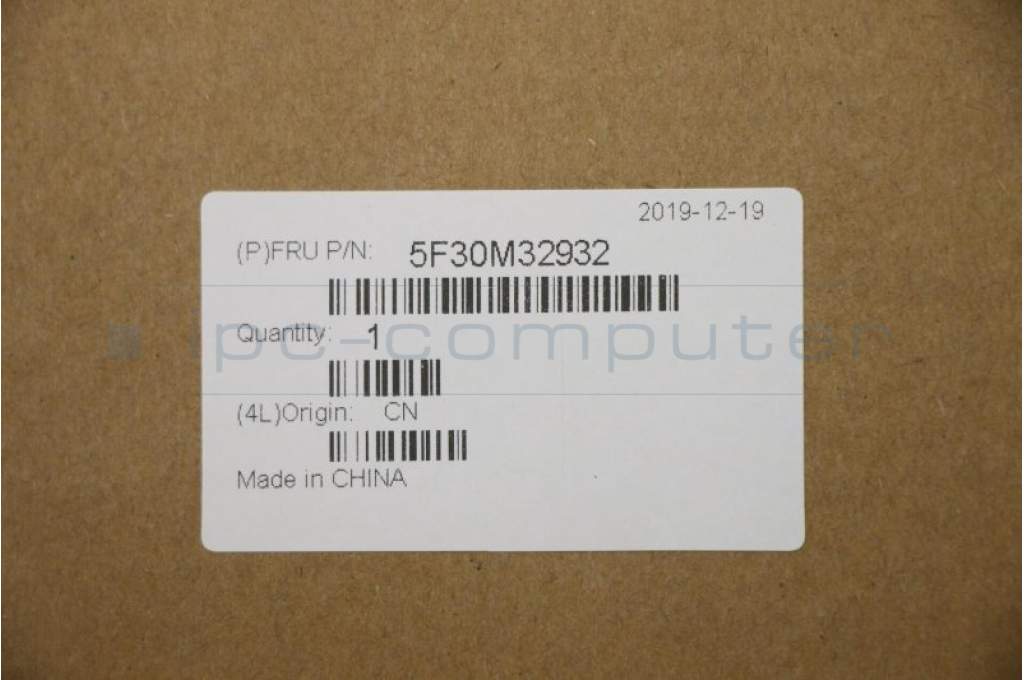 2019-12-19
(P)FRU P/N: 5F30M32932
Quantity: 1
ipc-computer
(4L)Origin: CN
Made in CHINA